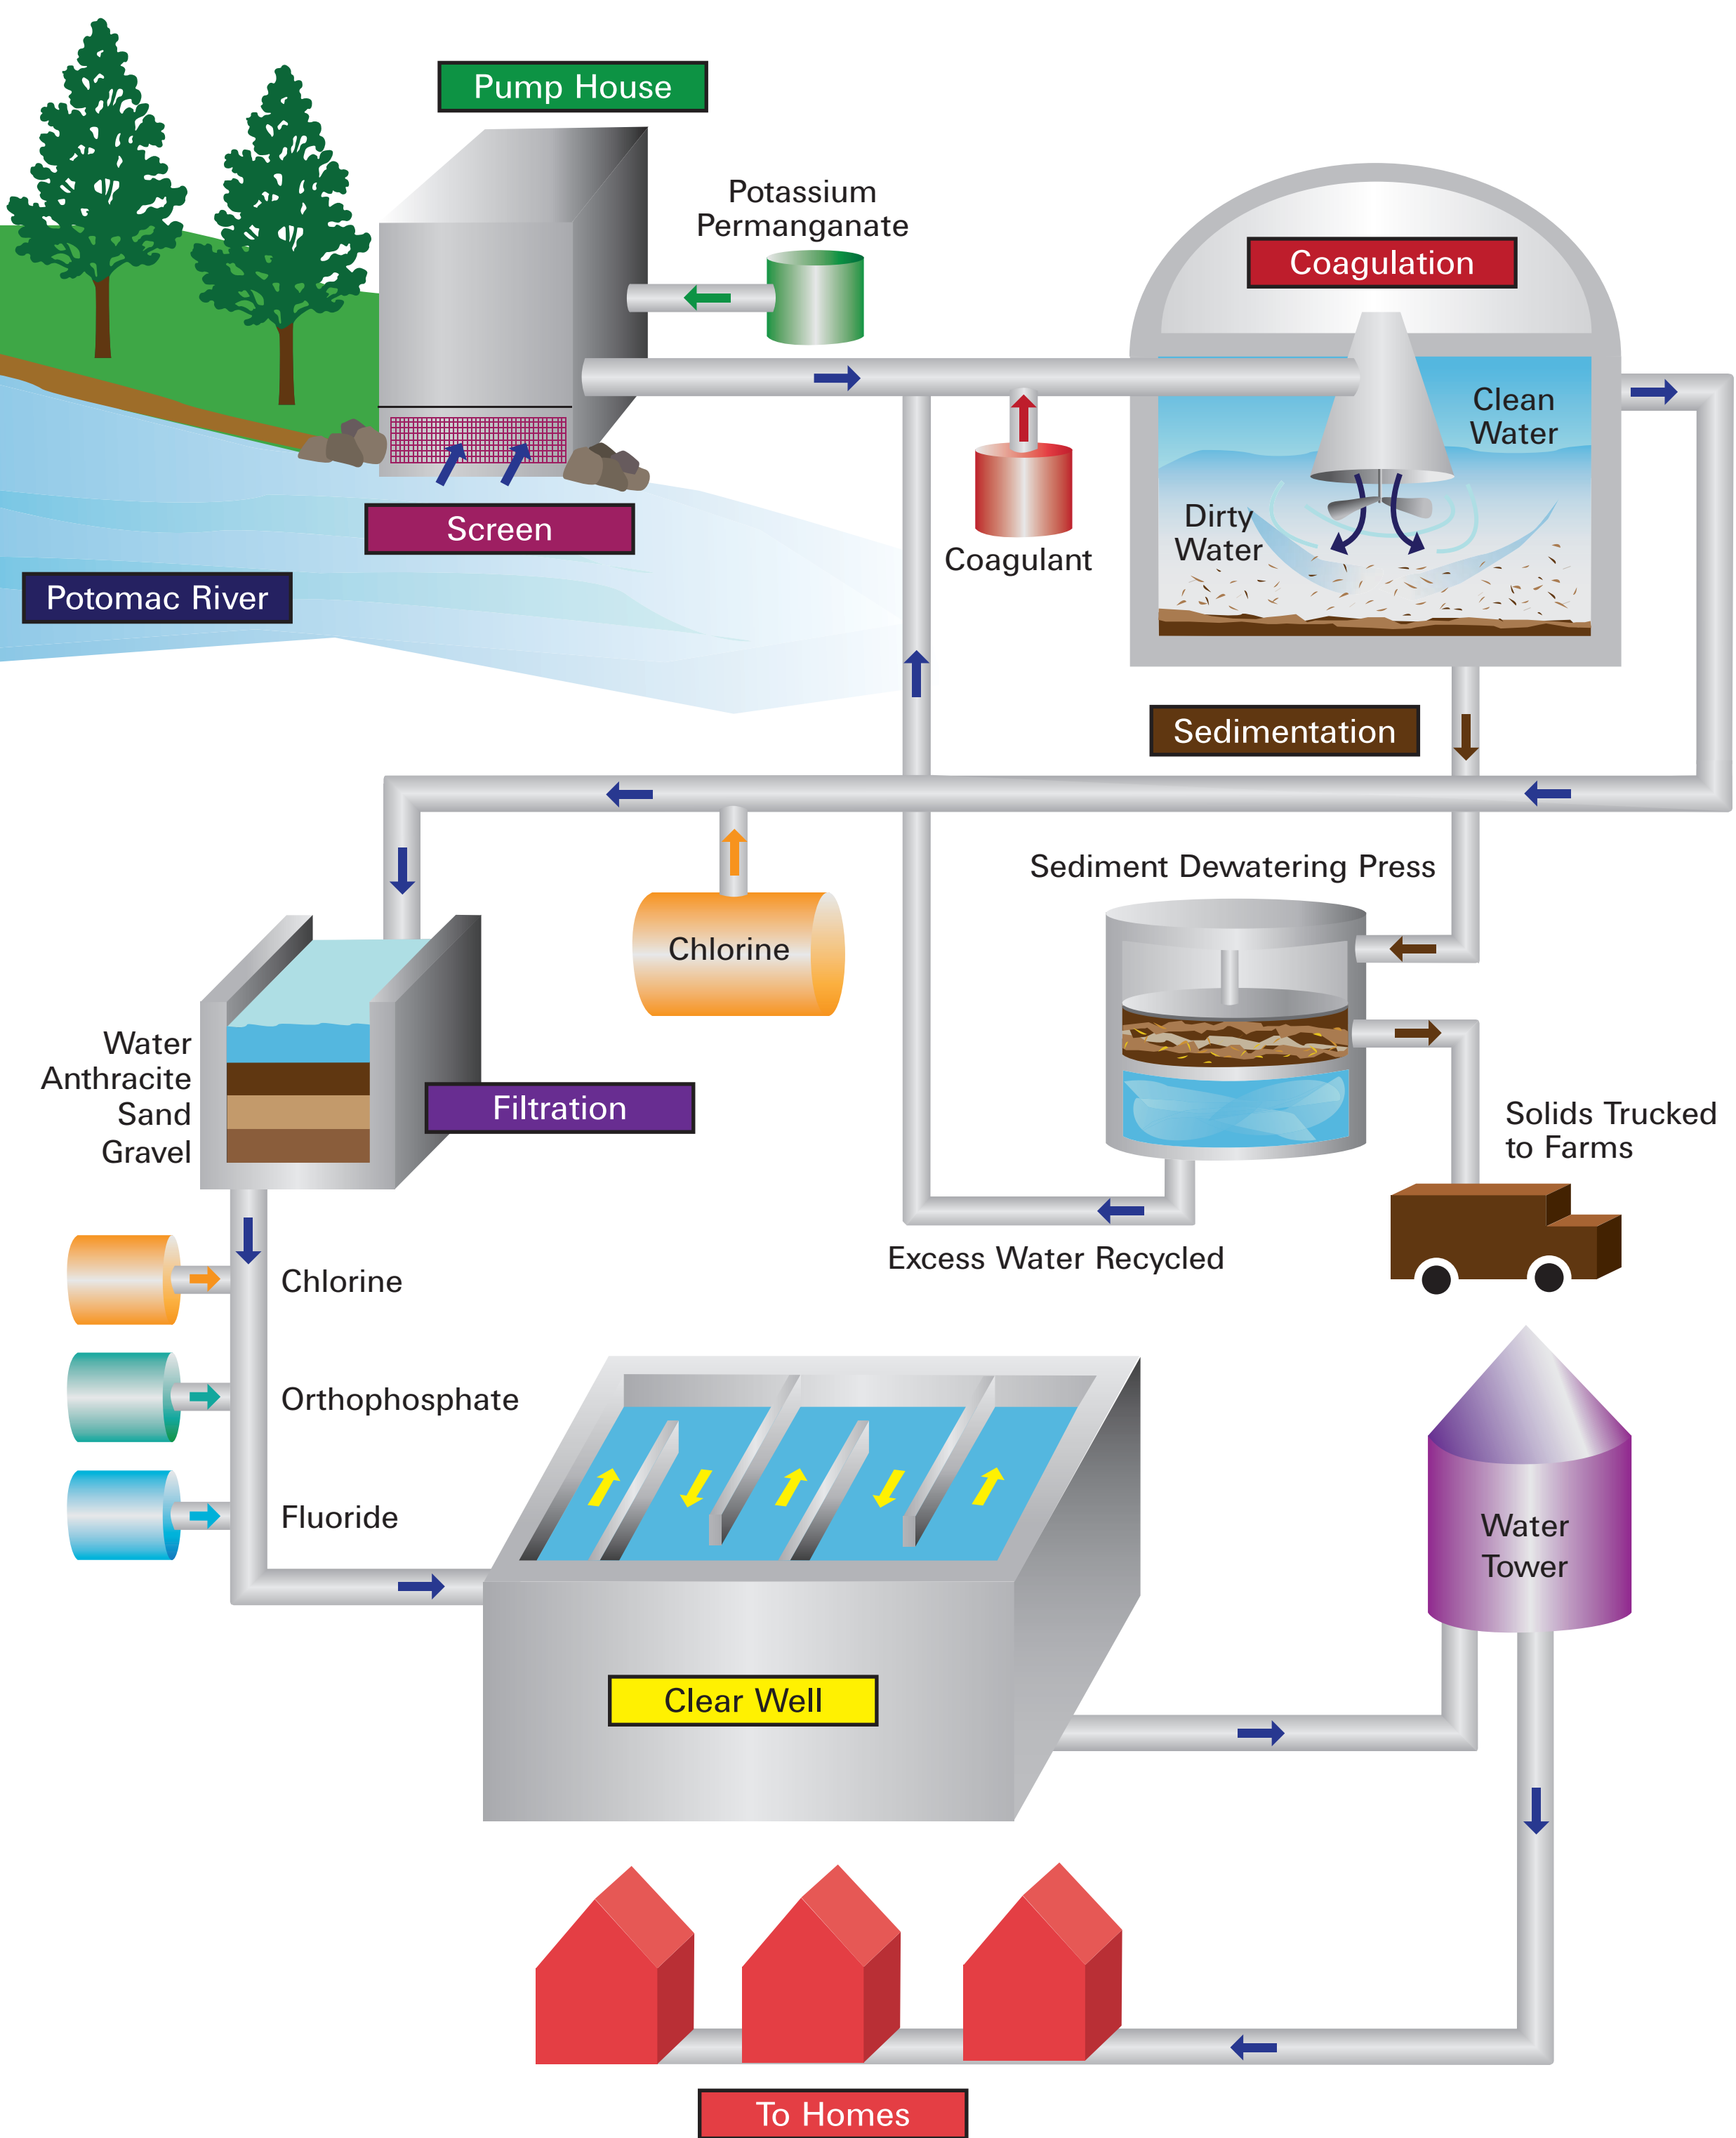 Pump House
Potassium
Permanganate
Coagulation
Clean
Water
Dirty
Water
Screen
Coagulant
Potomac River
Sedimentation
Sediment Dewatering Press
Chlorine
Water
Anthracite
Sand
Gravel
Filtration
Solids Trucked
to Farms
Excess Water Recycled
Chlorine
Orthophosphate
Fluoride
Water
Tower
Clear Well
To Homes